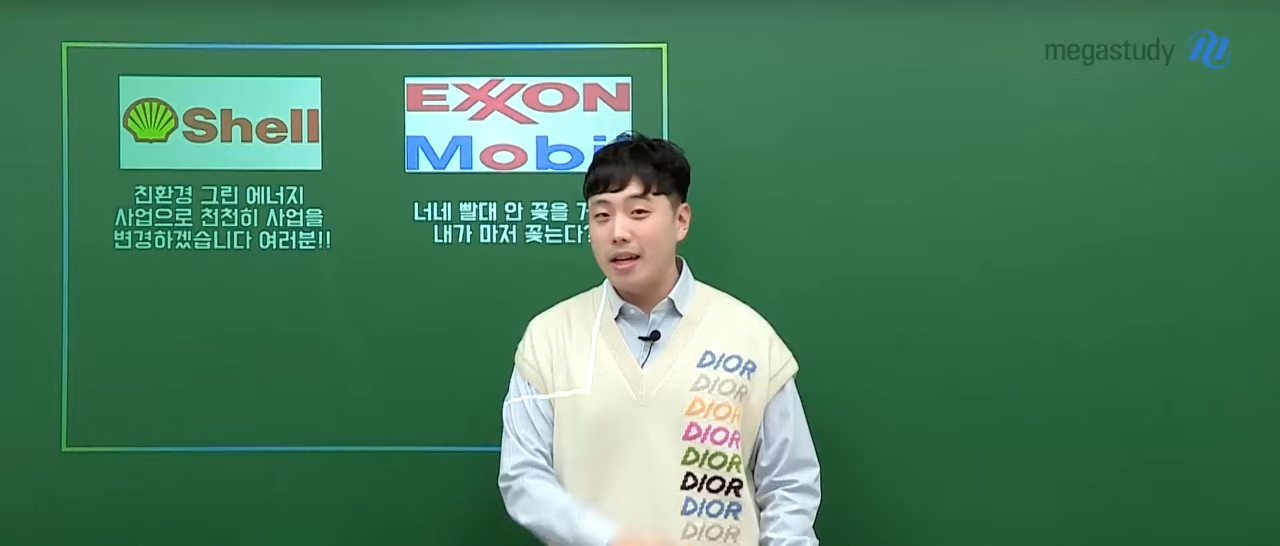 megastudy
Shell
EXXON
Mobil
친환경 그린 에너지
사업으로 천천히 사업을
변경하겠습니다 여러분!!
너네 빨대 안 꽂을
내가 마저 꽂는다?
DIOR
DIOR
DIOR
DIOR
DIOR
DIOR
DIOR
DIOR